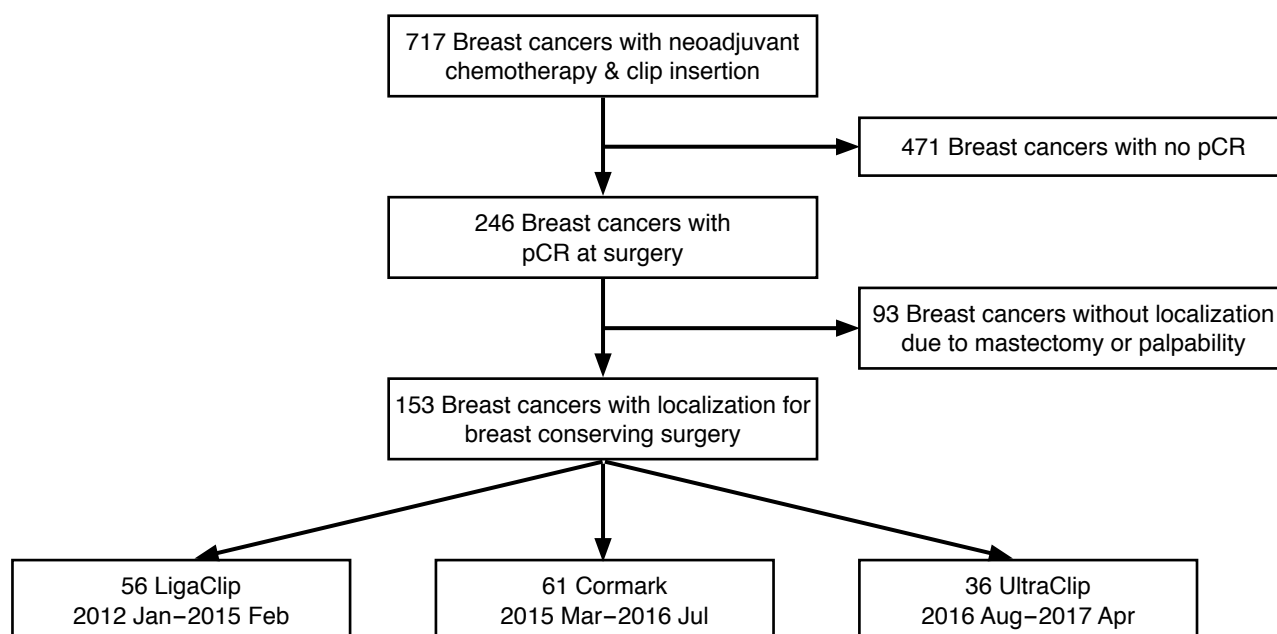 717 Breast cancers with neoadjuvant
chemotherapy & clip insertion
471 Breast cancers with no pCR
246 Breast cancers with
pCR at surgery
93 Breast cancers without localization
due to mastectomy or palpability
153 Breast cancers with localization for
breast conserving surgery
56 LigaClip
2012 Jan−2015 Feb
61 Cormark
2015 Mar−2016 Jul
36 UltraClip
2016 Aug−2017 Apr